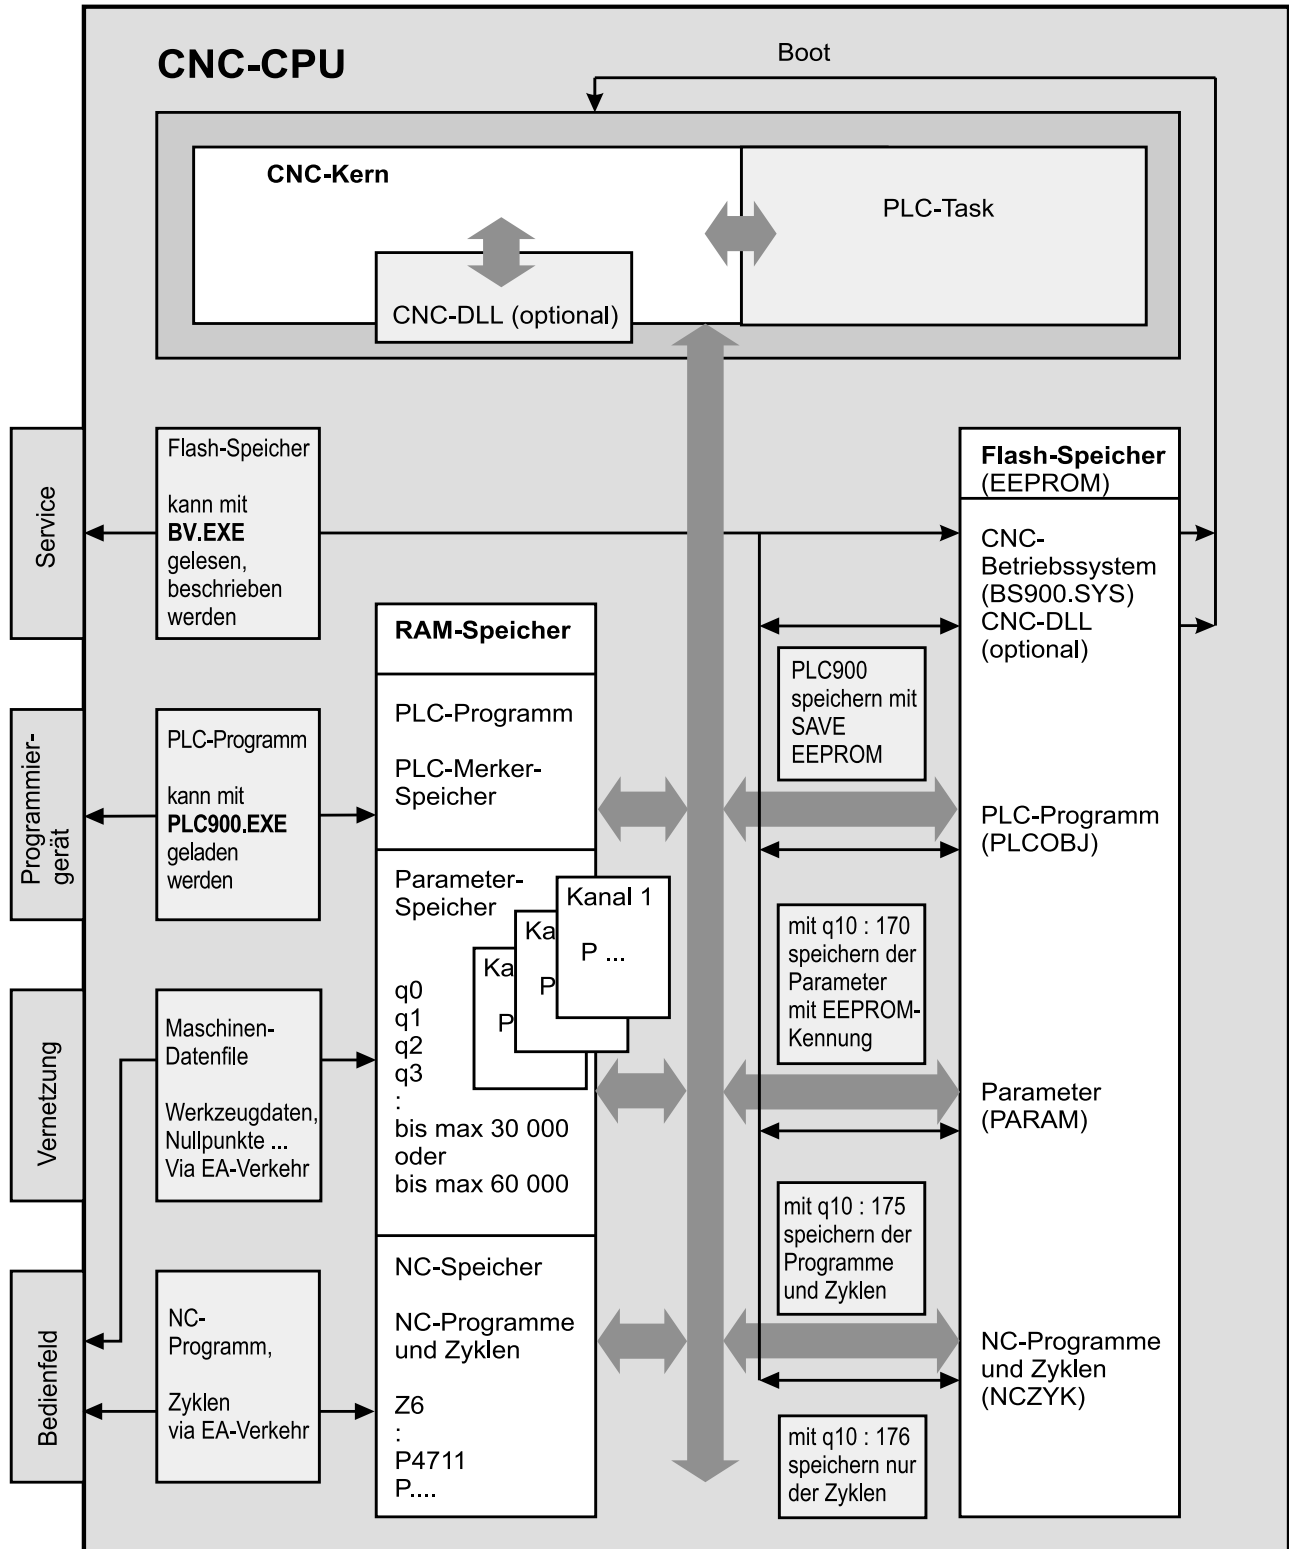 CNC-CPU
Boot
CNC-Kern
PLC-Task
CNC-DLL (optional)
Service
Flash-Speicher
kann mit
BV.EXE
gelesen,
beschrieben
werden
Flash-Speicher
(EEPROM)
CNC-
Betriebssystem
(BS900.SYS)
CNC-DLL
(optional)
RAM-Speicher
PLC-Programm
PLC-Merker-
Speicher
PLC900
speichern mit
SAVE
EEPROM
Programmier-
gerät
PLC-Programm
kann mit
PLC900.EXE
geladen
werden
PLC-Programm
(PLCOBJ)
Parameter-
Speicher
q0
q1
q2
q3
:
bis max 30 000
oder
bis max 60 000
Kanal 1
P ...
Ka
P
Ka
P
mit q10 : 170
speichern der
Parameter
mit EEPROM-
Kennung
Vernetzung
Maschinen-
Datenfile
Werkzeugdaten,
Nullpunkte ...
Via EA-Verkehr
Parameter
(PARAM)
mit q10 : 175
speichern der
Programme
und Zyklen
Bedienfeld
NC-
Programm,
Zyklen
via EA-Verkehr
NC-Speicher
NC-Programme
und Zyklen
Z6
:
P4711
P....
NC-Programme
und Zyklen
(NCZYK)
mit q10 : 176
speichern nur
der Zyklen